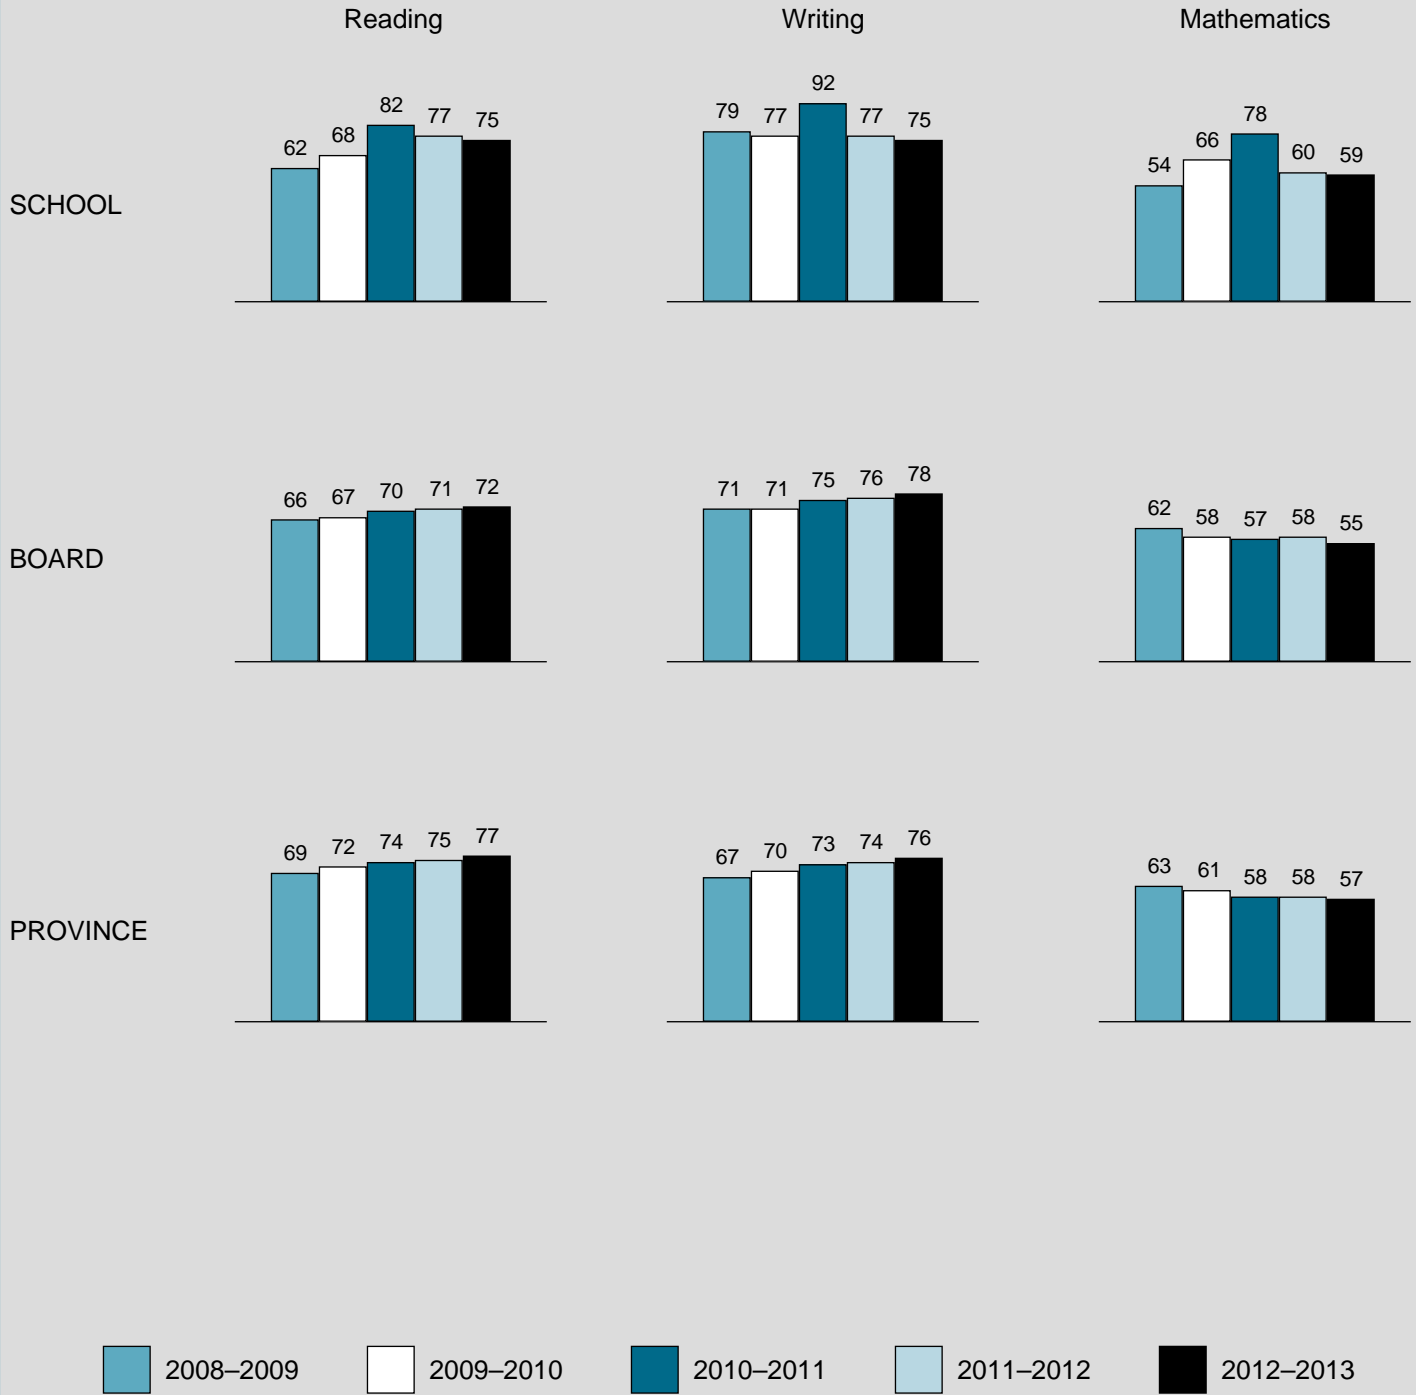 Reading Writing Mathematics
SCHOOL
62 68 82 77 75
79 77 92 77 75
54 66 78 60 59
BOARD
66 67 70 71 72
71 71 75 76 78
62 58 57 58 55
PROVINCE
69 72 74 75 77
67 70 73 74 76
63 61 58 58 57
2008–2009 2009–2010 2010–2011 2011–2012 2012–2013